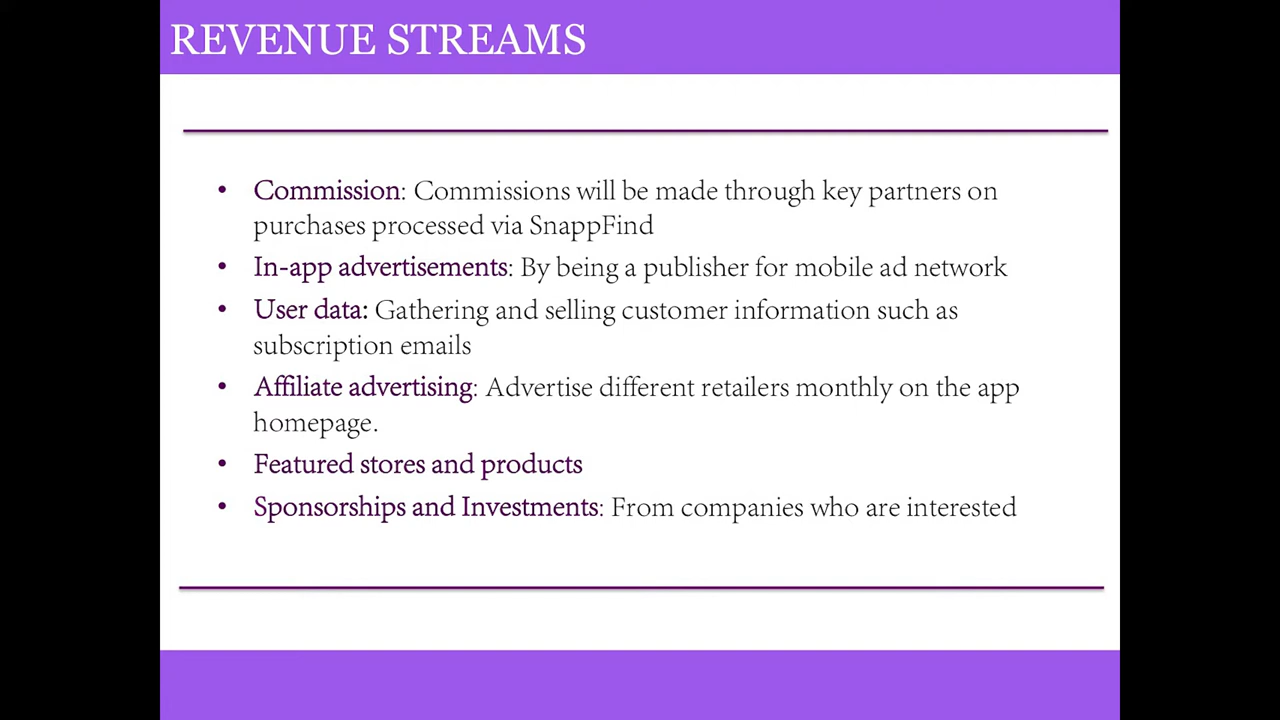 REVENUE STREAMS
• Commission: Commissions will be made through key partners on
purchases processed via SnappFind
• In-app advertisements: By being a publisher for mobile ad network
• User data: Gathering and selling customer information such as
subscription emails
• Affiliate advertising: Advertise different retailers monthly on the app
homepage.
• Featured stores and products
• Sponsorships and Investments: From companies who are interested